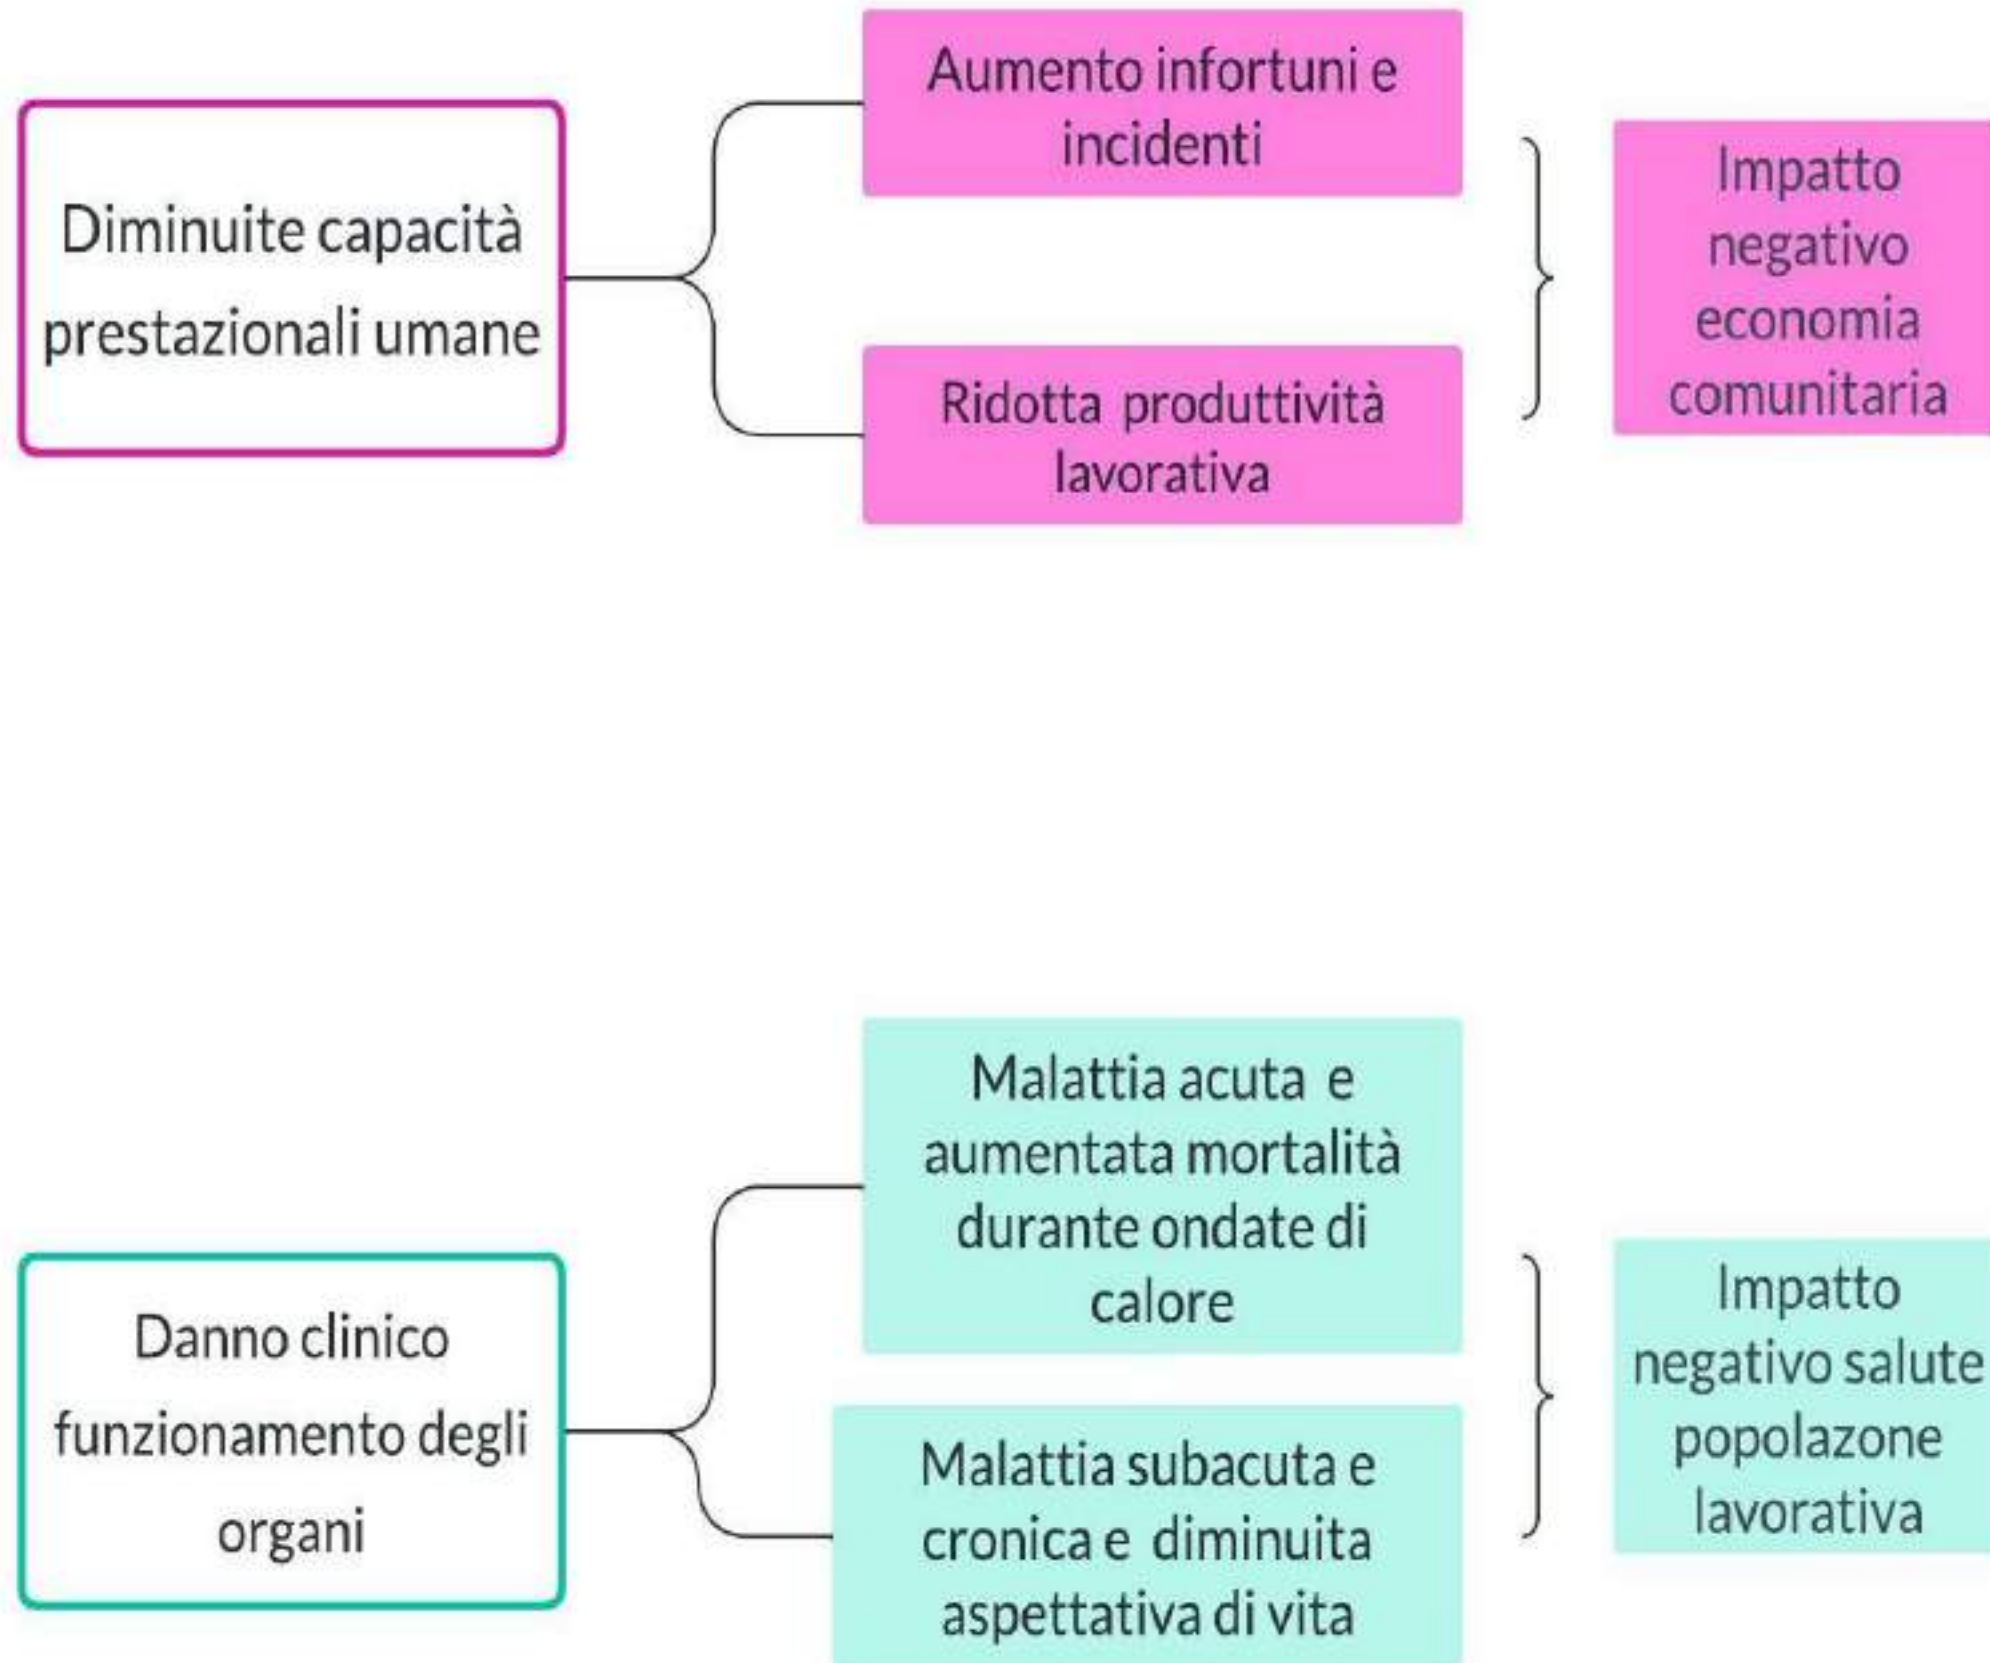 Diminuite capacità
prestazionali umane
Aumento infortuni e
incidenti
Ridotta produttività
lavorativa
Impatto
negativo
economia
comunitaria
Danno clinico
funzionamento degli
organi
Malattia acuta e
aumentata mortalità
durante ondate di
calore
Malattia subacuta e
cronica e diminuita
aspettativa di vita
Impatto
negativo salute
popolazone
lavorativa